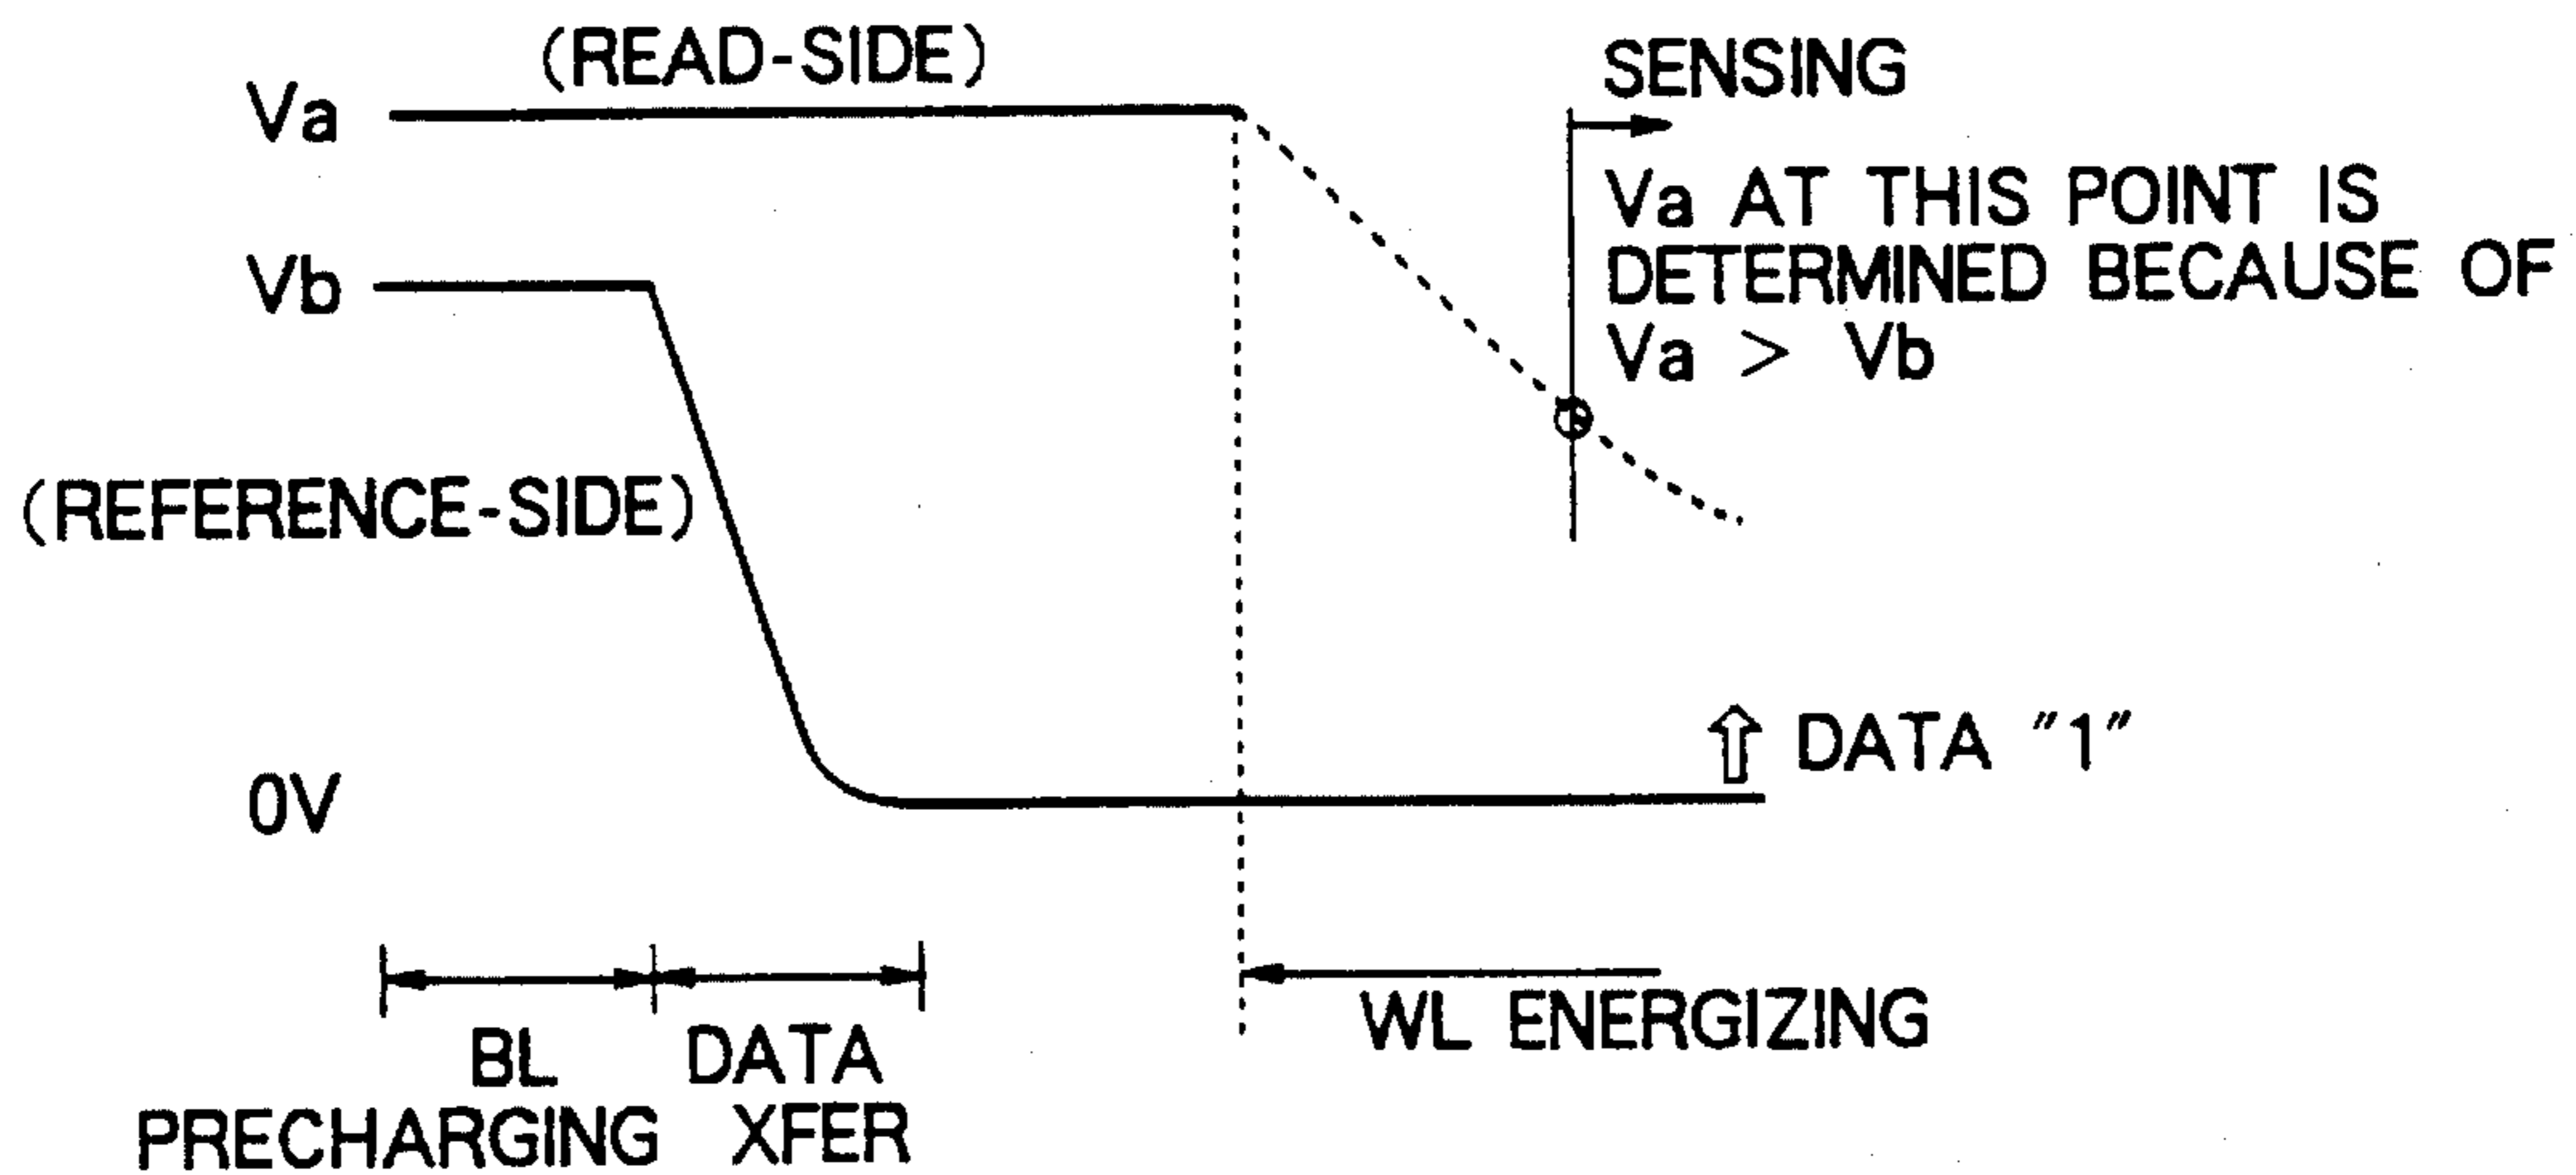 (READ-SIDE)
Va
SENSING
Va AT THIS POINT IS
DETERMINED BECAUSE OF
Va > Vb
Vb
(REFERENCE-SIDE)
DATA "1"
0V
BL
PRECHARGING
DATA
XFER
WL ENERGIZING